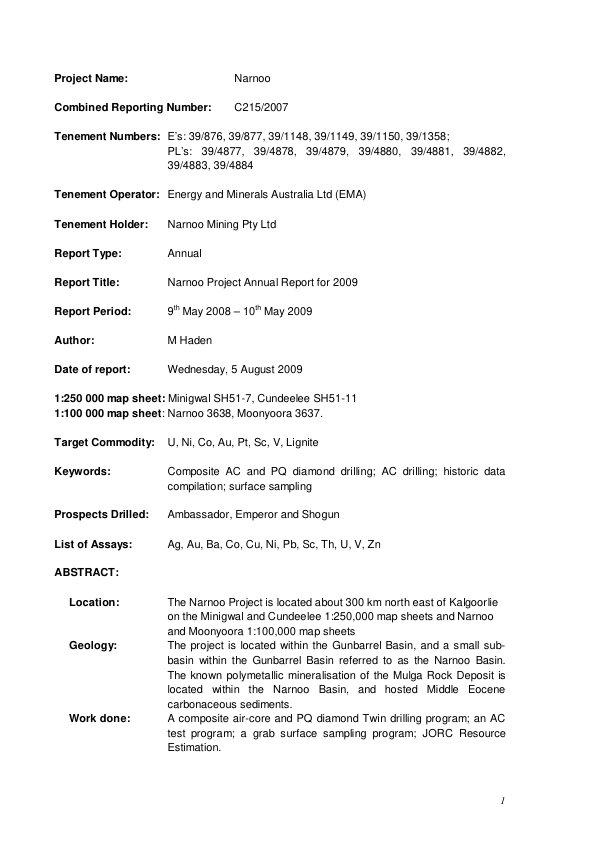 Project Name: Narnoo
Combined Reporting Number: C215/2007
Tenement Numbers: E's: 39/876, 39/877, 39/1148, 39/1149, 39/1150, 39/1358;
PL's: 39/4877, 39/4878, 39/4879, 39/4880, 39/4881, 39/4882,
39/4883, 39/4884
Tenement Operator: Energy and Minerals Australia Ltd (EMA)
Tenement Holder: Narnoo Mining Pty Ltd
Report Type: Annual
Report Title: Narnoo Project Annual Report for 2009
Report Period: 9th May 2008 – 10th May 2009
Author: M Haden
Date of report: Wednesday, 5 August 2009
1:250 000 map sheet: Minigwal SH51-7, Cundeelee SH51-11
1:100 000 map sheet: Narnoo 3638, Moonyoora 3637.
Target Commodity: U, Ni, Co, Au, Pt, Sc, V, Lignite
Keywords: Composite AC and PQ diamond drilling; AC drilling; historic data
compilation; surface sampling
Prospects Drilled: Ambassador, Emperor and Shogun
List of Assays: Ag, Au, Ba, Co, Cu, Ni, Pb, Sc, Th, U, V, Zn
ABSTRACT:
Location: The Narnoo Project is located about 300 km north east of Kalgoorlie
on the Minigwal and Cundeelee 1:250,000 map sheets and Narnoo
and Moonyoora 1:100,000 map sheets
Geology: The project is located within the Gunbarrel Basin, and a small sub-
basin within the Gunbarrel Basin referred to as the Narnoo Basin.
The known polymetallic mineralisation of the Mulga Rock Deposit is
located within the Narnoo Basin, and hosted Middle Eocene
carbonaceous sediments.
Work done: A composite air-core and PQ diamond Twin drilling program; an AC
test program; a grab surface sampling program; JORC Resource
Estimation.
1